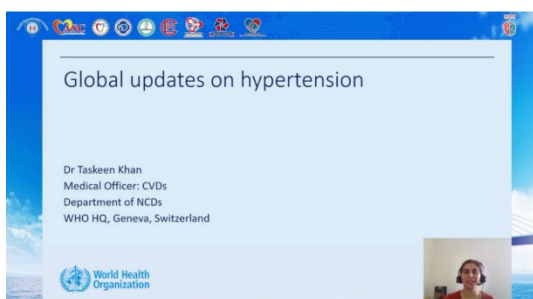 Global updates on hypertension
Dr Taskeen Khan
Medical Officer: CVDs
Department of NCDs
WHO HQ, Geneva, Switzerland
World Health
Organization